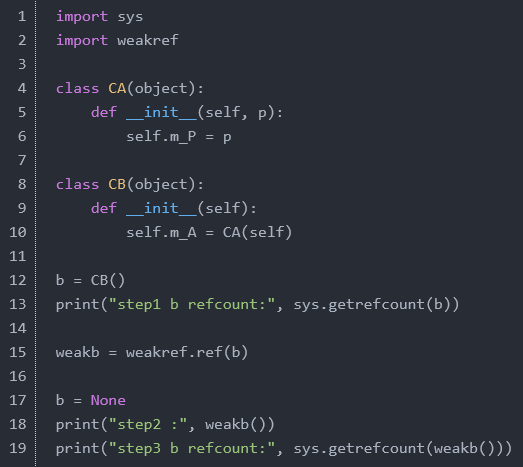 1 import sys
2 import weakref
3
4 class CA(object):
5     def __init__(self, p):
6         self.m_P = p
7
8 class CB(object):
9     def __init__(self):
10         self.m_A = CA(self)
11
12 b = CB()
13 print("step1 b refcount:", sys.getrefcount(b))
14
15 weakb = weakref.ref(b)
16
17 b = None
18 print("step2 :", weakb())
19 print("step3 b refcount:", sys.getrefcount(weakb()))